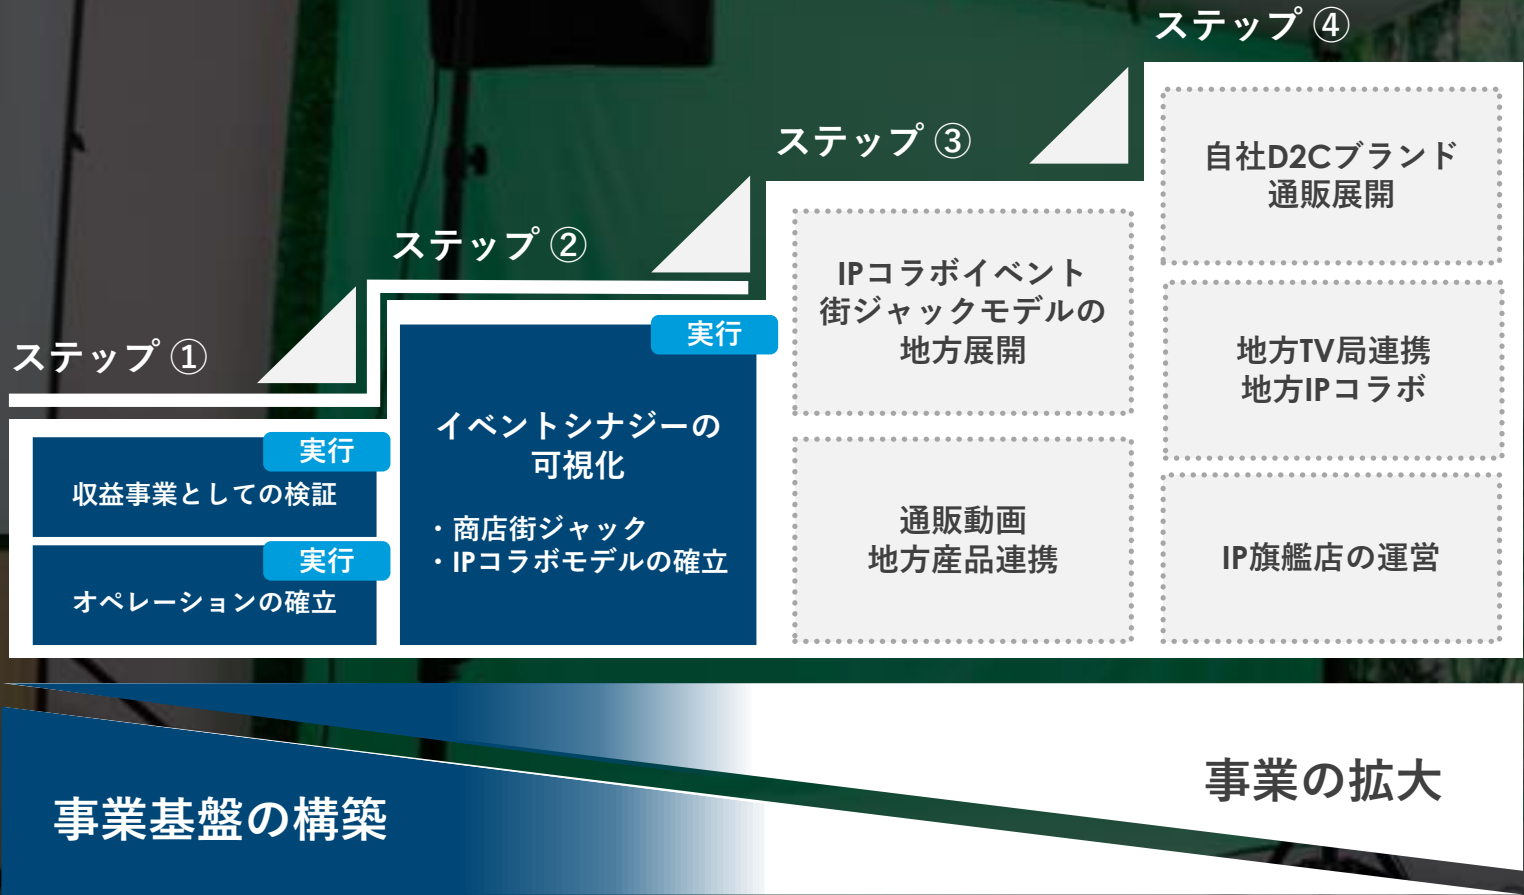 ステップ ①
実行
収益事業としての検証
実行
オペレーションの確立
ステップ ②
実行
イベントシナジーの
可視化
・商店街ジャック
・IPコラボモデルの確立
ステップ ③
IPコラボイベント
街ジャックモデルの
地方展開
通販動画
地方産品連携
ステップ ④
自社D2Cブランド
通販展開
地方TV局連携
地方IPコラボ
IP旗艦店の運営
事業基盤の構築
事業の拡大